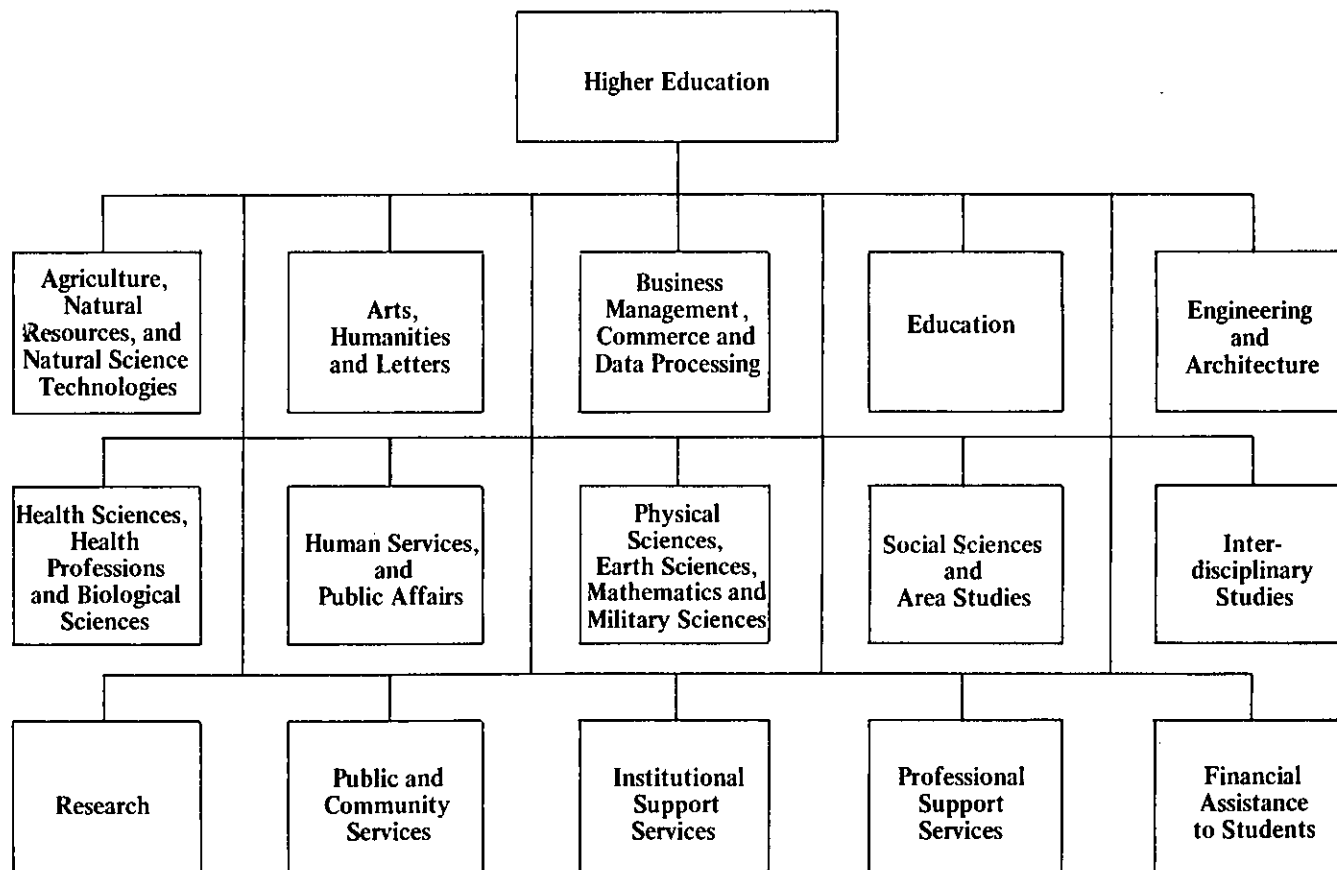 Higher Education
Agriculture,
Natural
Resources, and
Natural Science
Technologies
Arts,
Humanities
and Letters
Business
Management,
Commerce and
Data Processing
Education
Engineering
and
Architecture
Health Sciences,
Health
Professions
and Biological
Sciences
Human Services,
and
Public Affairs
Physical
Sciences,
Earth Sciences,
Mathematics and
Military Sciences
Social Sciences
and
Area Studies
Inter-
disciplinary
Studies
Research
Public and
Community
Services
Institutional
Support
Services
Professional
Support
Services
Financial
Assistance
to Students